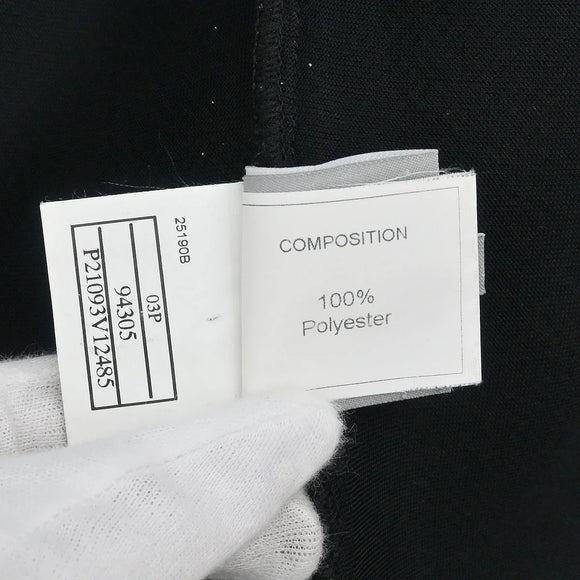 25190B
03P
94305
P21093V12485
COMPOSITION
100%
Polyester